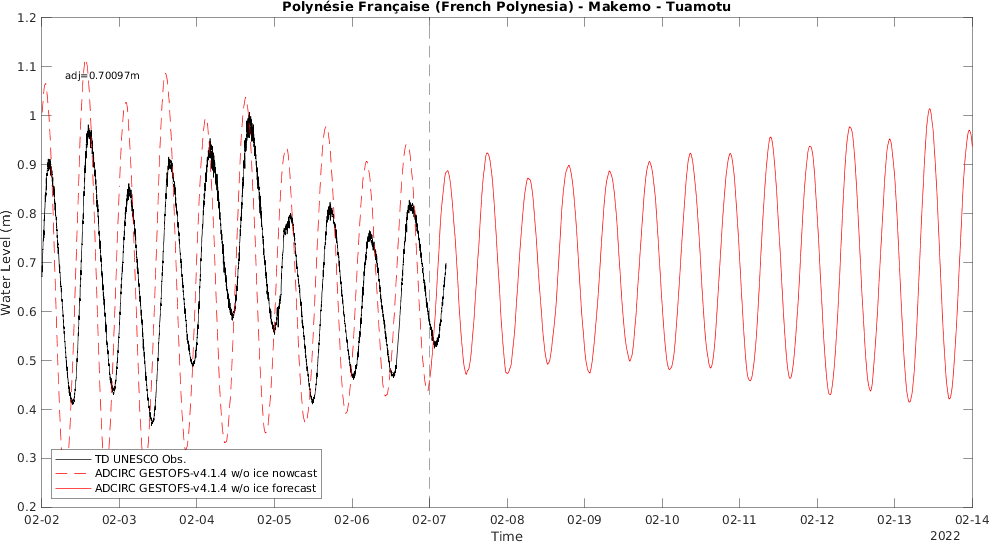 Polynésie Française (French Polynesia) - Makemo - Tuamotu
1.2
1.1
1
0.9
0.8
0.7
0.6
0.5
0.4
0.3
0.2
Water Level (m)
adj=0.70097m
TD UNESCO Obs.
ADCIRC GESTOFS-v4.1.4 w/o ice nowcast
ADCIRC GESTOFS-v4.1.4 w/o ice forecast
02-02 02-03 02-04 02-05 02-06 02-07 02-08 02-09 02-10 02-11 02-12 02-13 02-14
Time
2022